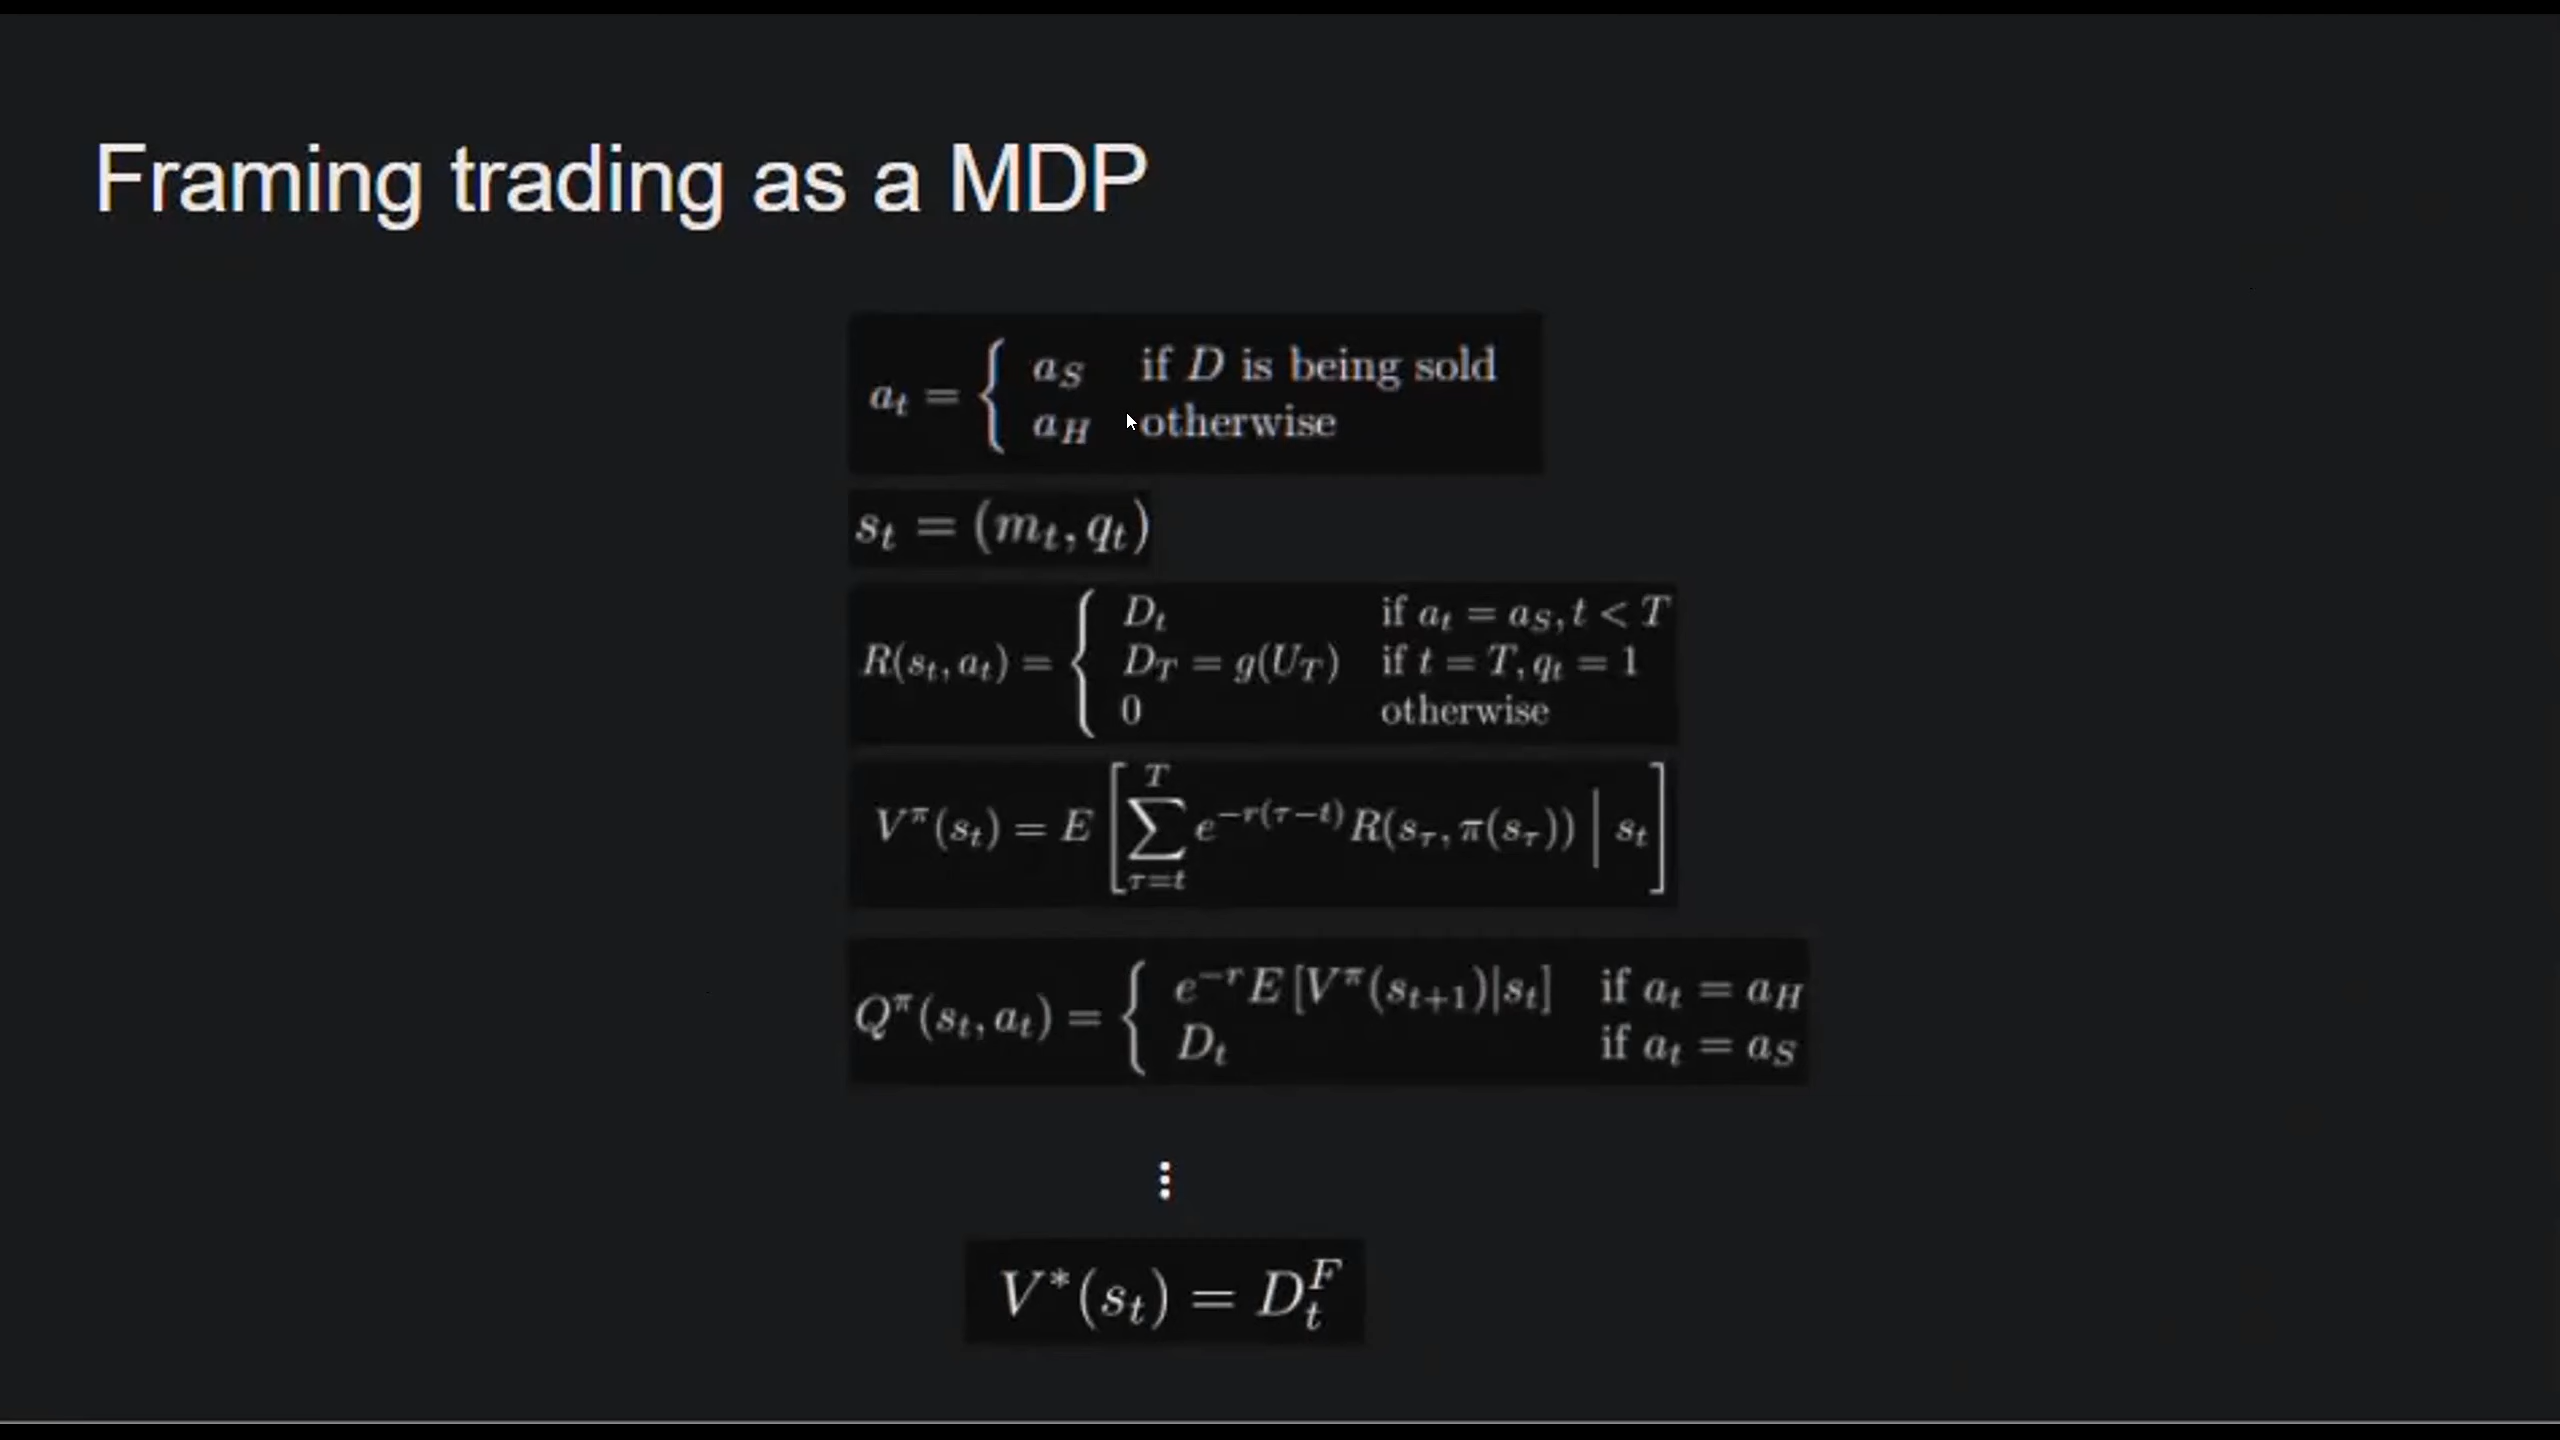 Framing trading as a MDP
a_t = { a_S if D is being sold
a_H otherwise
s_t = (m_t, q_t)
R(s_t, a_t) = { D_t if a_t = a_S, t < T
D_T = g(U_T) if t = T, q_t = 1
0 otherwise
V^π(s_t) = E [ ∑_{τ=t}^{T} e^{-r(τ-t)} R(s_τ, π(s_τ)) | s_t ]
Q^π(s_t, a_t) = { e^{-r} E [V^π(s_{t+1})|s_t] if a_t = a_H
D_t if a_t = a_S
⋮
V^*(s_t) = D_t^F